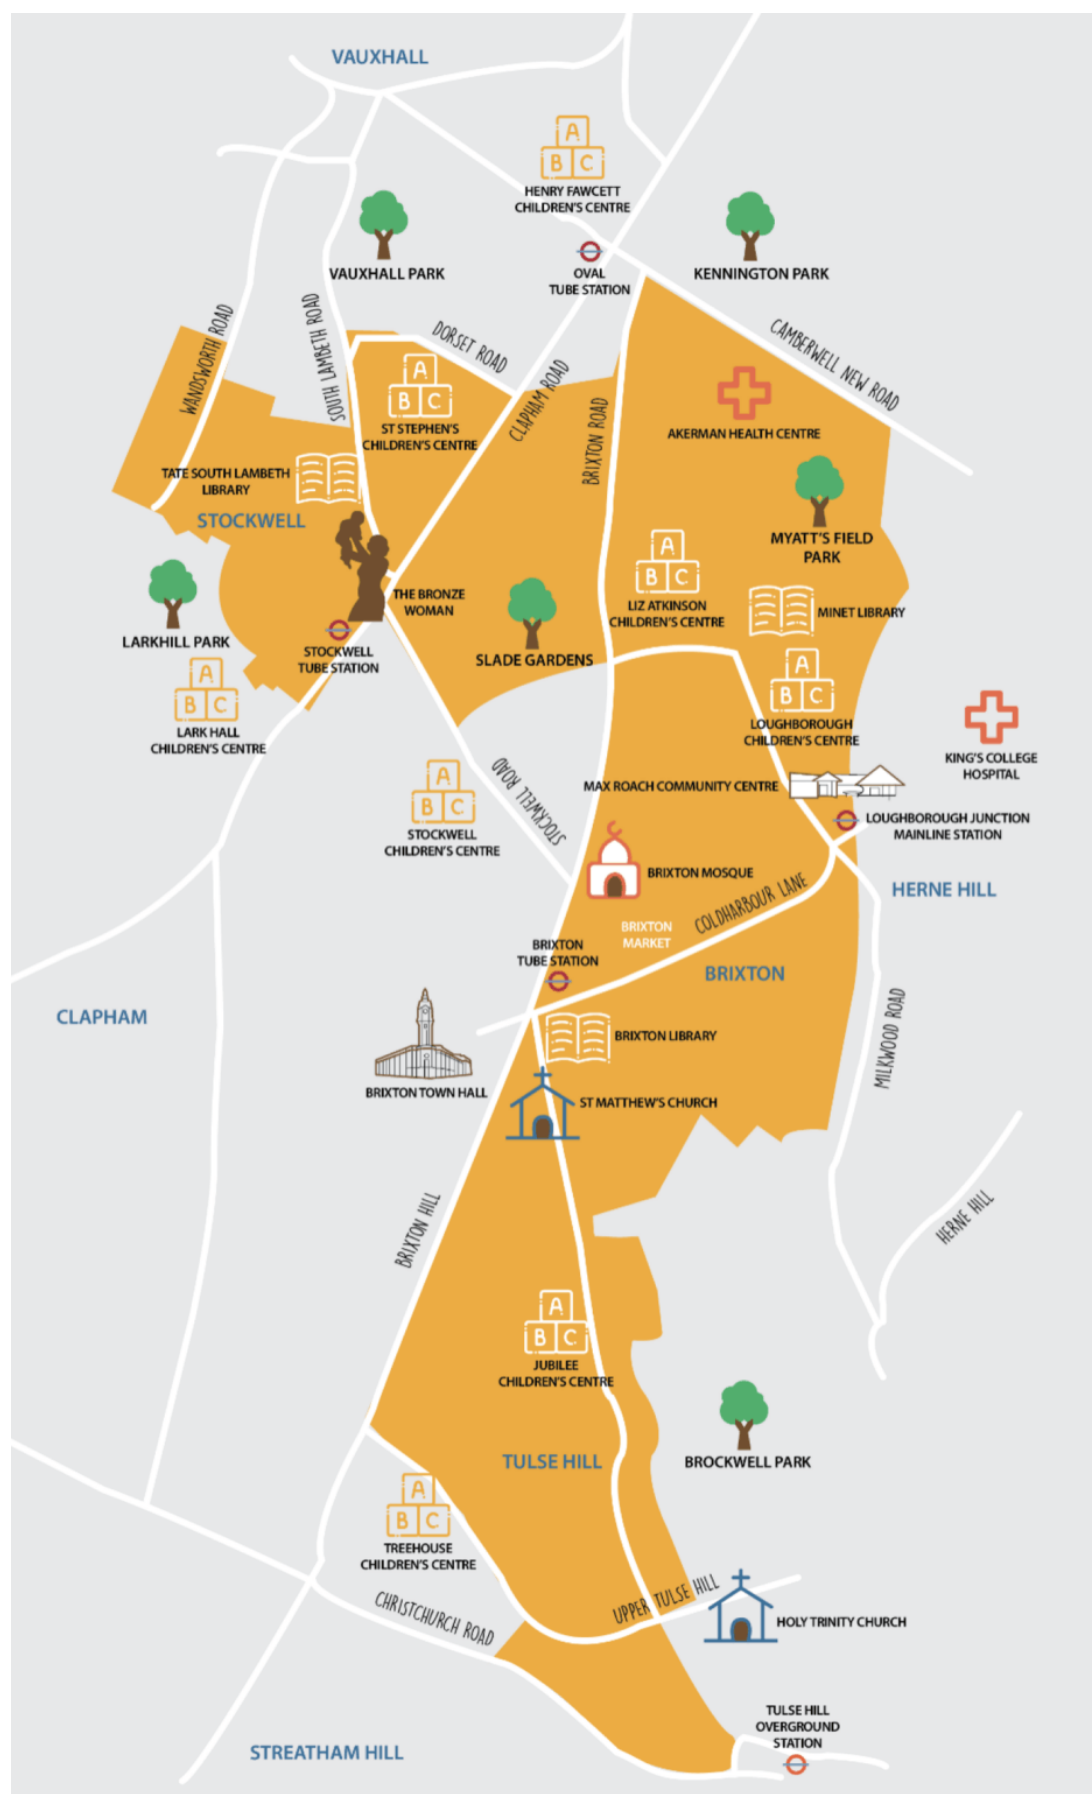 VAUXHALL
A
B C
HENRY FAWCETT
CHILDREN'S CENTRE
VAUXHALL PARK
OVAL
TUBE STATION
KENNINGTON PARK
WANDSWORTH ROAD
SOUTH LAMBETH ROAD
DORSET ROAD
CLAPHAM ROAD
BRIXTON ROAD
CAMBERWELL NEW ROAD
A
B C
ST STEPHEN'S
CHILDREN'S CENTRE
AKERMAN HEALTH CENTRE
TATE SOUTH LAMBETH
LIBRARY
STOCKWELL
MYATT'S FIELD
PARK
A
B C
LIZ ATKINSON
CHILDREN'S CENTRE
MINET LIBRARY
THE BRONZE
WOMAN
LARKHILL PARK
STOCKWELL
TUBE STATION
SLADE GARDENS
A
B C
LARK HALL
CHILDREN'S CENTRE
A
B C
LOUGHBOROUGH
CHILDREN'S CENTRE
KING'S COLLEGE
HOSPITAL
STOCKWELL ROAD
MAX ROACH COMMUNITY CENTRE
A
B C
STOCKWELL
CHILDREN'S CENTRE
LOUGHBOROUGH JUNCTION
MAINLINE STATION
BRIXTON MOSQUE
HERNE HILL
COLDHARBOUR LANE
BRIXTON
MARKET
BRIXTON
TUBE STATION
BRIXTON
CLAPHAM
BRIXTON LIBRARY
MILKWOOD ROAD
BRIXTON TOWN HALL
ST MATTHEW'S CHURCH
BRIXTON HILL
HERNE HILL
A
B C
JUBILEE
CHILDREN'S CENTRE
TULSE HILL
BROCKWELL PARK
A
B C
TREEHOUSE
CHILDREN'S CENTRE
CHRISTCHURCH ROAD
UPPER TULSE HILL
HOLY TRINITY CHURCH
TULSE HILL
OVERGROUND
STATION
STREATHAM HILL